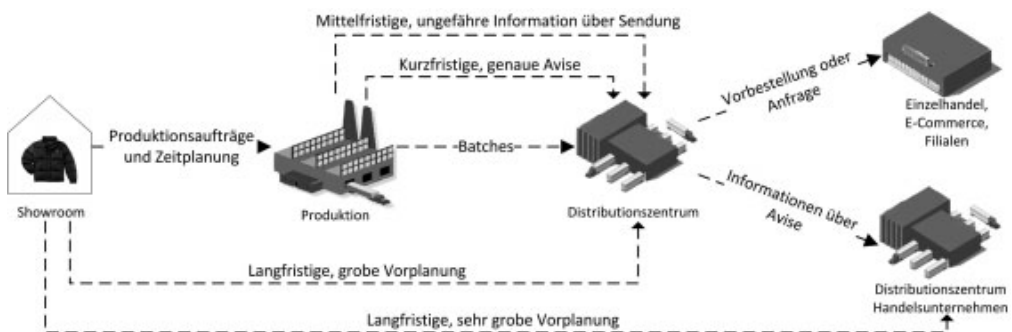 Mittelfristige, ungefähre Information über Sendung
Kurzfristige, genaue Avise
Produktionsaufträge
und Zeitplanung
Batches
Vorbestellung oder
Anfrage
Einzelhandel,
E-Commerce,
Filialen
Showroom
Produktion
Distributionszentrum
Informationen über
Avise
Langfristige, grobe Vorplanung
Distributionszentrum
Handelsunternehmen
Langfristige, sehr grobe Vorplanung